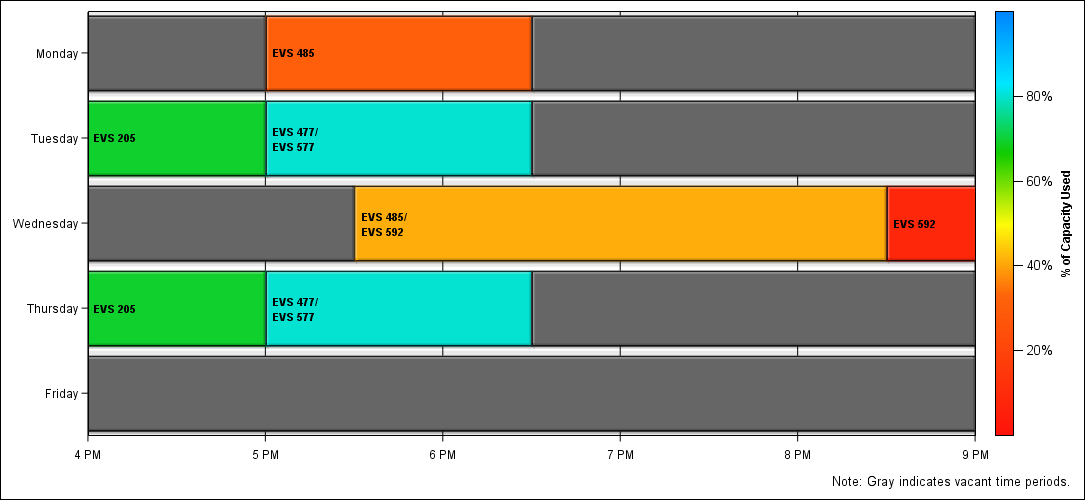 Monday
EVS 485
Tuesday
EVS 205
EVS 477/
EVS 577
Wednesday
EVS 485/
EVS 592
EVS 592
Thursday
EVS 205
EVS 477/
EVS 577
Friday
4 PM
5 PM
6 PM
7 PM
8 PM
9 PM
80%
60%
40%
20%
% of Capacity Used
Note: Gray indicates vacant time periods.